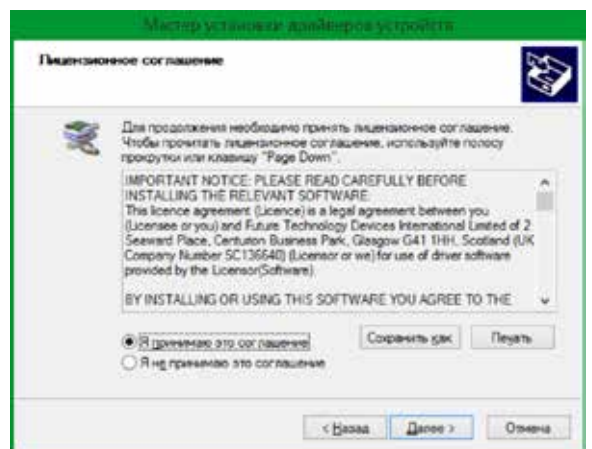 Мастер установки драйверов устройств
Лицензионное соглашение
Для продолжения необходимо принять лицензионное соглашение.
Чтобы прочитать лицензионное соглашение, используйте полосу
прокрутки или клавишу "Page Down".
IMPORTANT NOTICE: PLEASE READ CAREFULLY BEFORE
INSTALLING THE RELEVANT SOFTWARE:
This licence agreement (Licence) is a legal agreement between you
(Licensee or you) and Future Technology Devices International Limited of 2
Seaward Place, Centurion Business Park, Glasgow G41 1HH, Scotland (UK
Company Number SC136640) (Licensor or we) for use of driver software
provided by the Licensor(Software).
BY INSTALLING OR USING THIS SOFTWARE YOU AGREE TO THE
Я принимаю это соглашение
Сохранить как
Печать
Я не принимаю это соглашение
< Назад
Далее >
Отмена